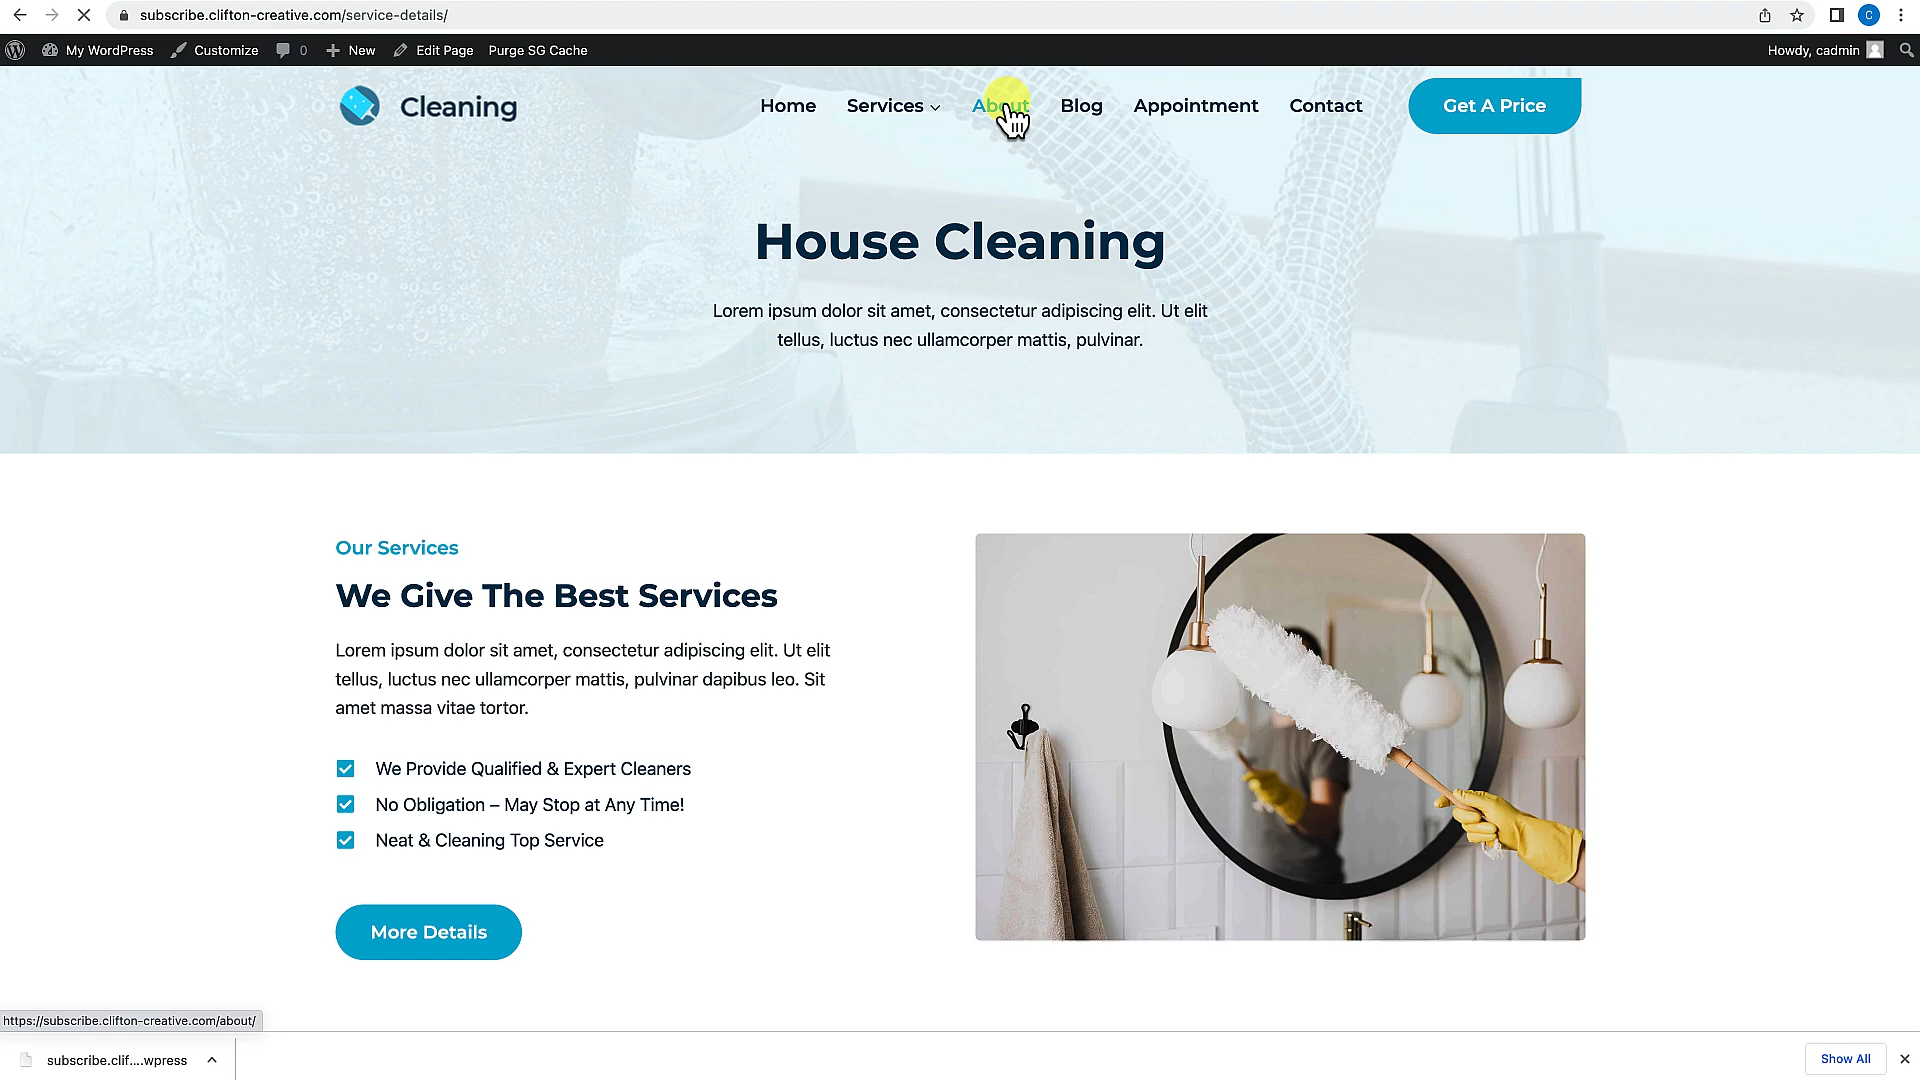 subscribe.clifton-creative.com/service-details/
C
My WordPress Customize 0 New Edit Page Purge SG Cache Howdy, cadmin
Cleaning Home Services About Blog Appointment Contact Get A Price
House Cleaning
Lorem ipsum dolor sit amet, consectetur adipiscing elit. Ut elit
tellus, luctus nec ullamcorper mattis, pulvinar.
Our Services
We Give The Best Services
Lorem ipsum dolor sit amet, consectetur adipiscing elit. Ut elit
tellus, luctus nec ullamcorper mattis, pulvinar dapibus leo. Sit
amet massa vitae tortor.
We Provide Qualified & Expert Cleaners
No Obligation – May Stop at Any Time!
Neat & Cleaning Top Service
More Details
https://subscribe.clifton-creative.com/about/
subscribe.clif....wpress Show All